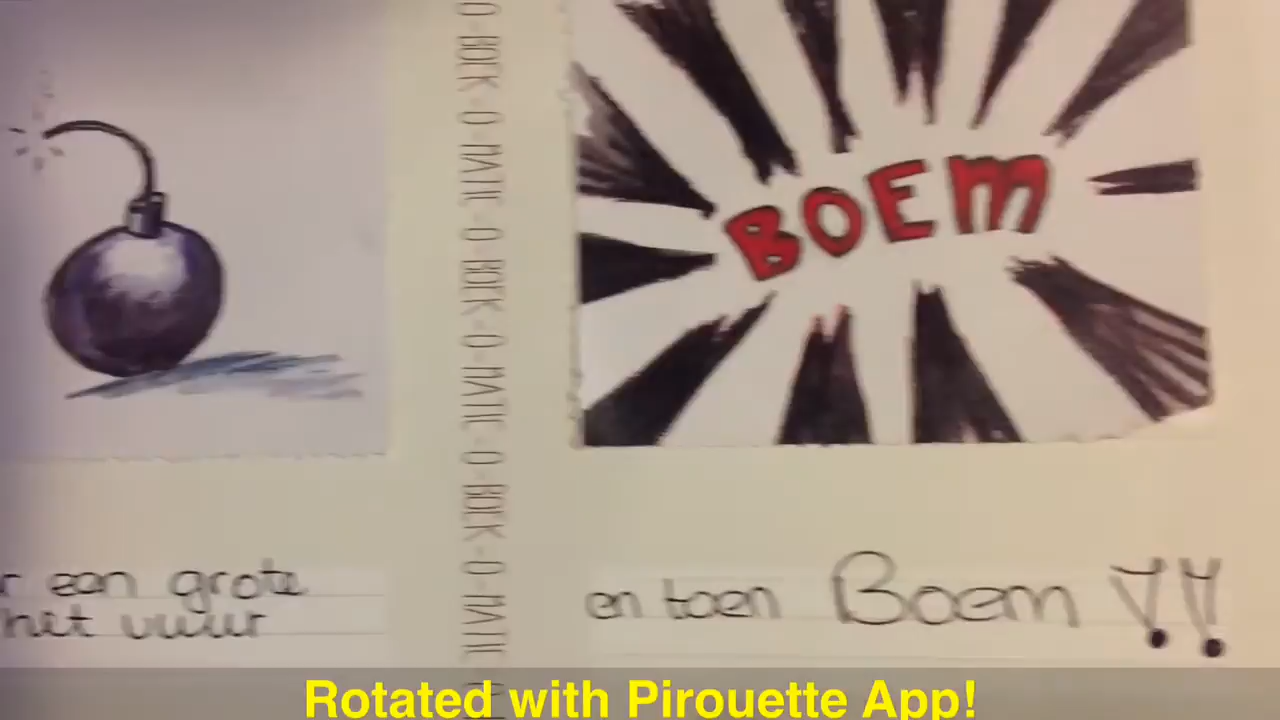 BOEM
een grote
het vuur
BOEK-O-MATIC-O-BOEK-O-MATIC-O-BOEK-O-MATIC
en toen Boem !!
Rotated with Pirouette App!